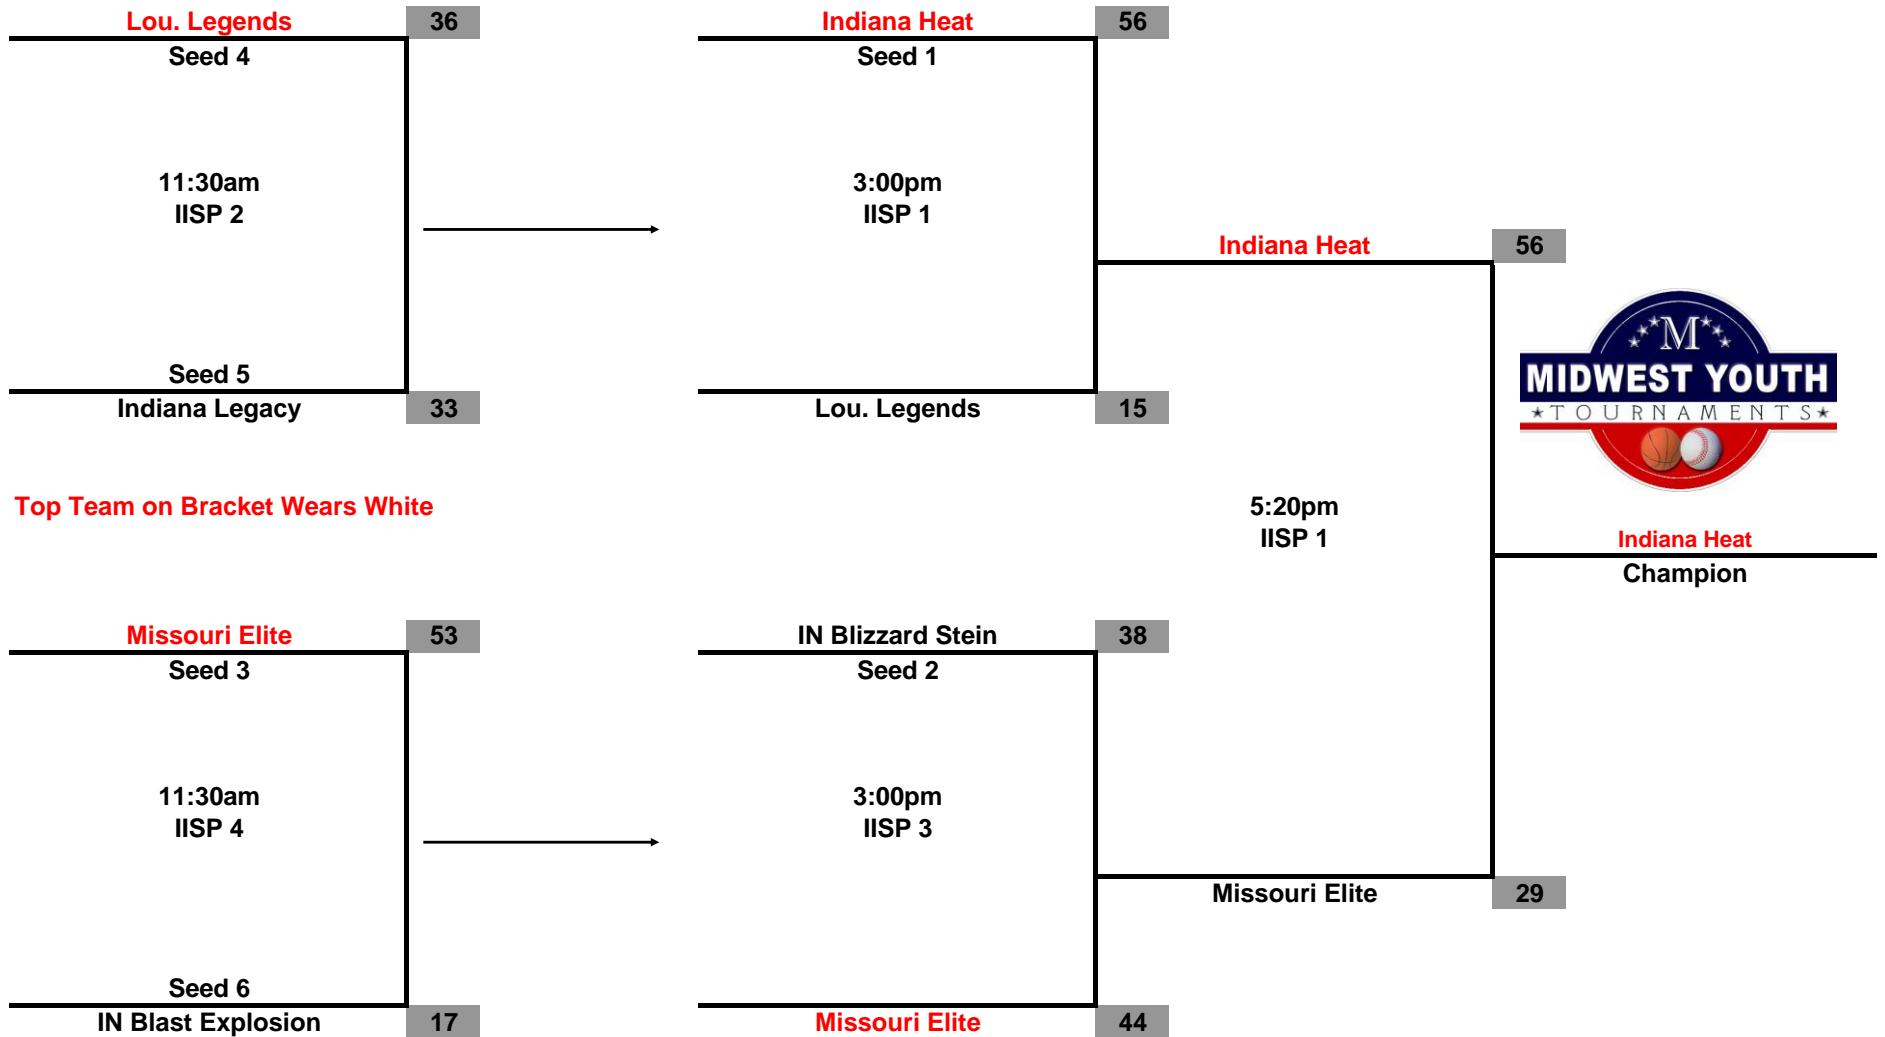 Lou. Legends 36
Seed 4
11:30am
IISP 2
Seed 5
Indiana Legacy 33
Indiana Heat 56
Seed 1
3:00pm
IISP 1
Lou. Legends 15
Indiana Heat 56
M
MIDWEST YOUTH
TOURNAMENTS
Top Team on Bracket Wears White
5:20pm
IISP 1
Indiana Heat
Champion
Missouri Elite 53
Seed 3
11:30am
IISP 4
Seed 6
IN Blast Explosion 17
IN Blizzard Stein 38
Seed 2
3:00pm
IISP 3
Missouri Elite 44
Missouri Elite 29